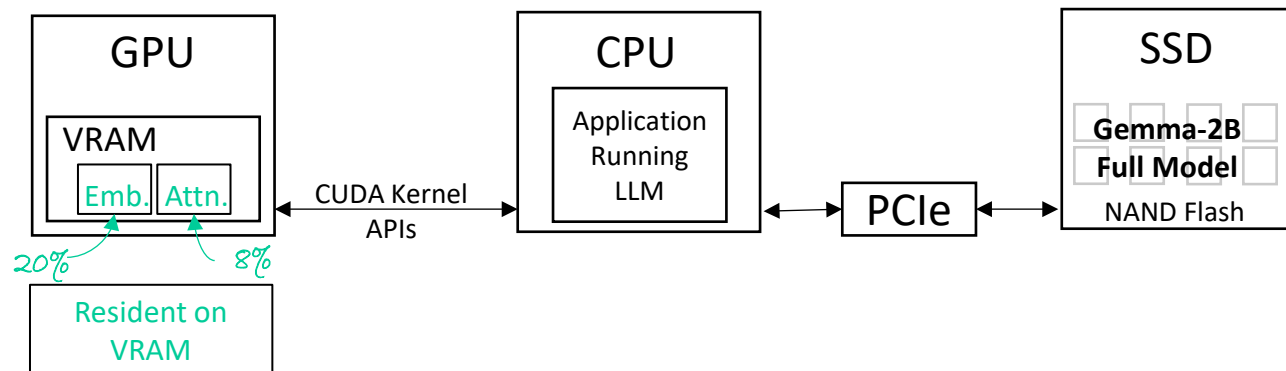 GPU
VRAM
Emb.
Attn.
20%
8%
Resident on
VRAM
CUDA Kernel
APIs
CPU
Application
Running
LLM
PCIe
SSD
Gemma-2B
Full Model
NAND Flash